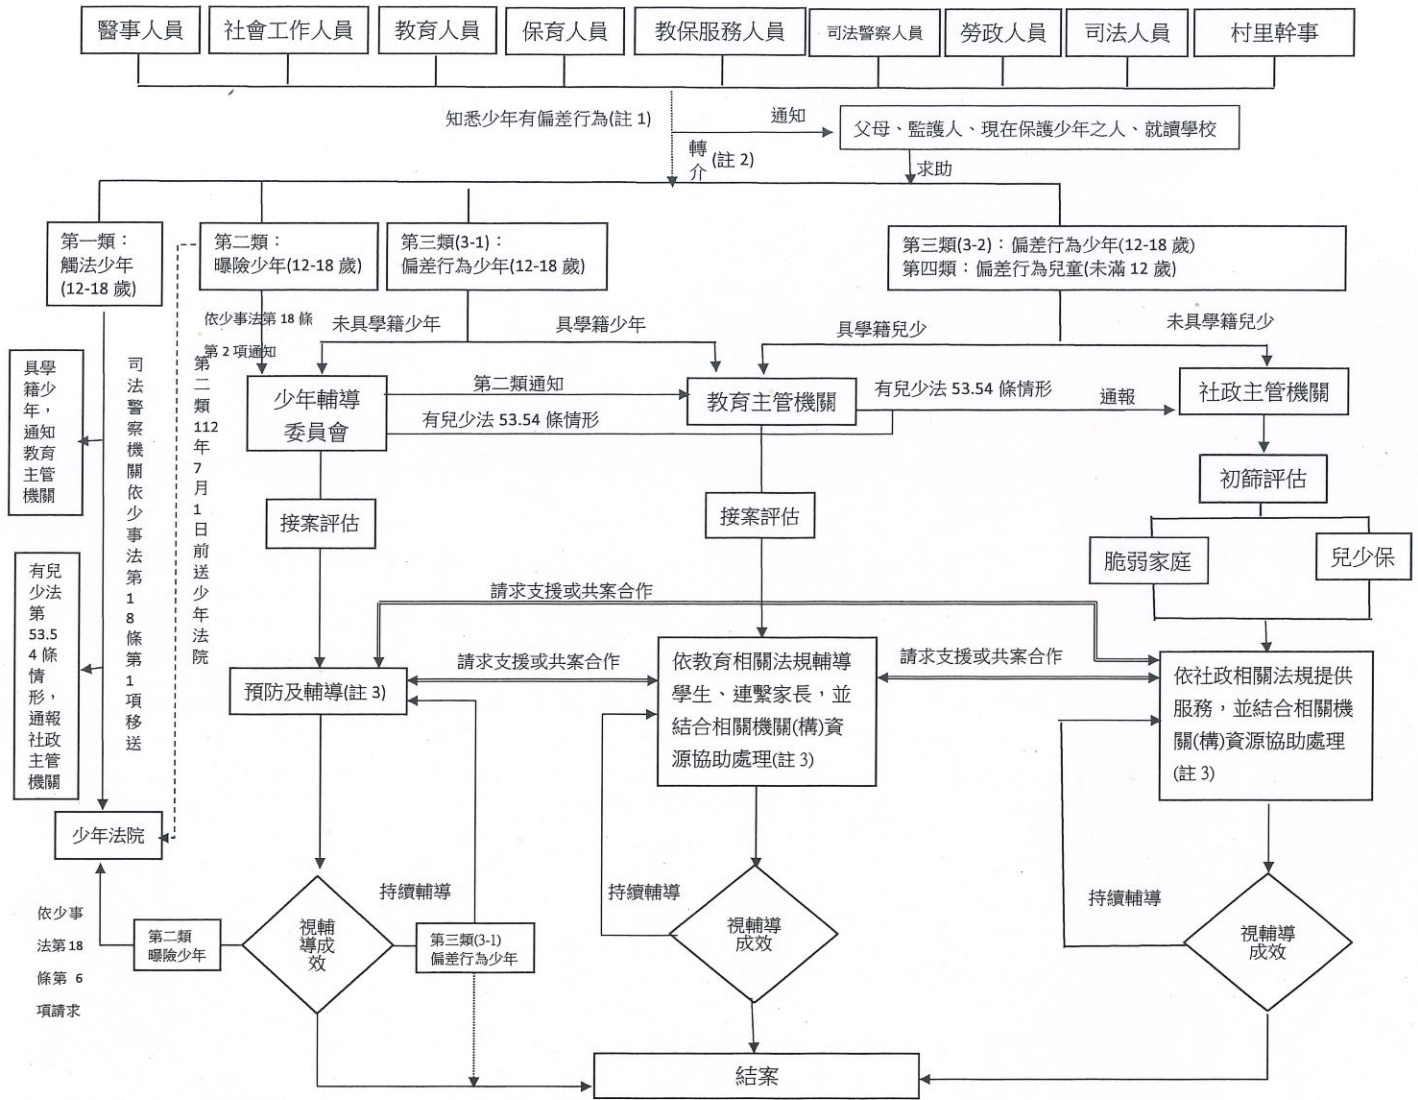 醫事人員
社會工作人員
教育人員
保育人員
教保服務人員
司法警察人員
勞政人員
司法人員
村里幹事
知悉少年有偏差行為(註 1)
通知
父母、監護人、現在保護少年之人、就讀學校
轉介
(註 2)
求助
第一類：
觸法少年
(12-18 歲)
第二類：
曝險少年(12-18 歲)
第三類(3-1)：
偏差行為少年(12-18 歲)
第三類(3-2)：偏差行為少年(12-18 歲)
第四類：偏差行為兒童(未滿 12 歲)
依少事法第 18 條
第 2 項通知
未具學籍少年
具學籍少年
具學籍兒少
未具學籍兒少
具學
籍少
年，
通知
教育
主管
機關
司法警察機關依少事法第18條第1項移送
第二類112年7月1日前送少年法院
少年輔導
委員會
第二類通知
有兒少法 53.54 條情形
教育主管機關
有兒少法 53.54 條情形
通報
社政主管機關
初篩評估
接案評估
接案評估
脆弱家庭
兒少保
有兒
少法
第
53.5
4 條
情
形，
通報
社政
主管
機關
請求支援或共案合作
請求支援或共案合作
請求支援或共案合作
預防及輔導(註 3)
依教育相關法規輔導
學生、連繫家長，並
結合相關機關(構)資
源協助處理(註 3)
依社政相關法規提供
服務，並結合相關機
關(構)資源協助處理
(註 3)
少年法院
依少事
法第18
條第 6
項請求
第二類
曝險少年
視輔
導成
效
持續輔導
第三類(3-1)
偏差行為少年
持續輔導
視輔導
成效
持續輔導
視輔導
成效
結案